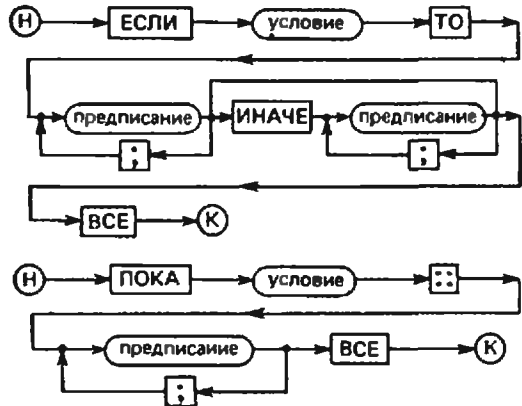 Н ЕСЛИ условие ТО
предписание ИНАЧЕ предписание
; ;
ВСЕ К
Н ПОКА условие ::
предписание ВСЕ К
;